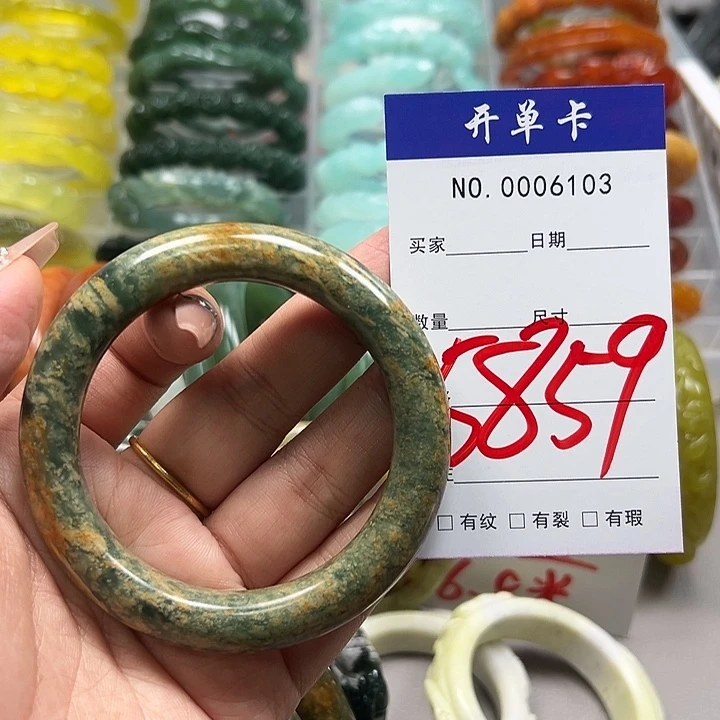 开单卡
NO.0006103
买家 日期
数量 尺寸
5859
□有纹 □有裂 □有瑕